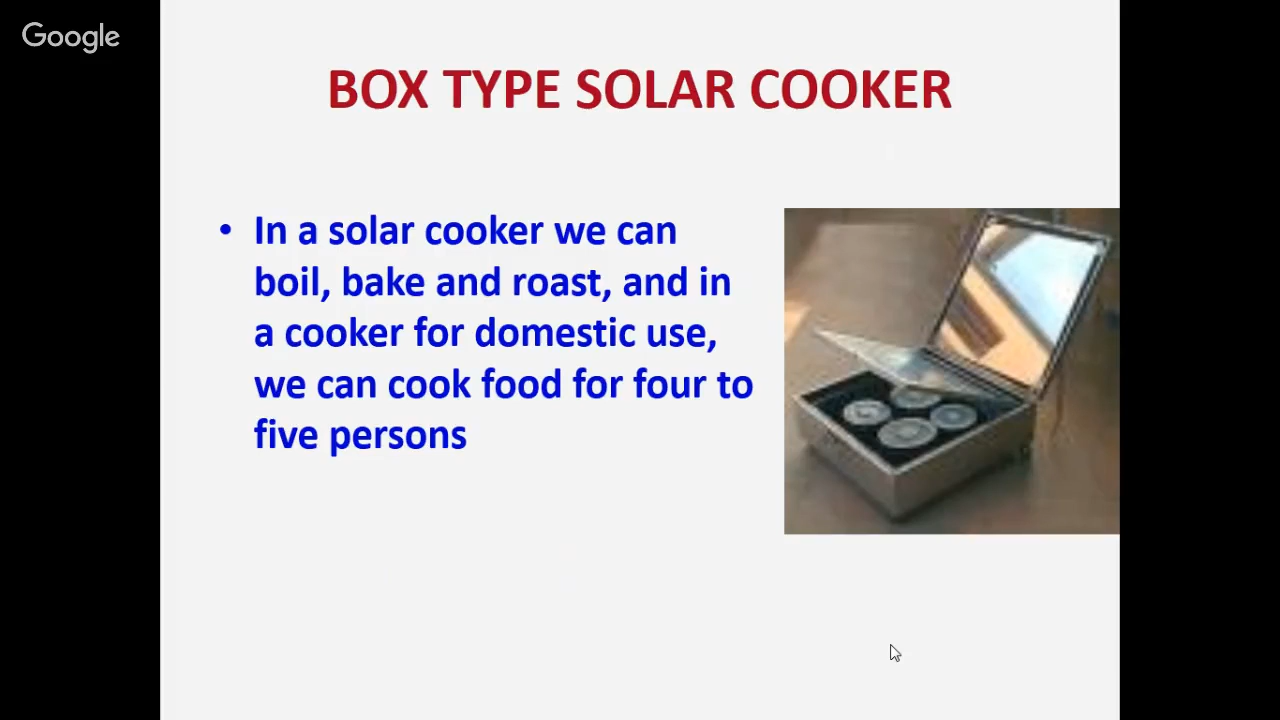 Google
BOX TYPE SOLAR COOKER
• In a solar cooker we can
boil, bake and roast, and in
a cooker for domestic use,
we can cook food for four to
five persons